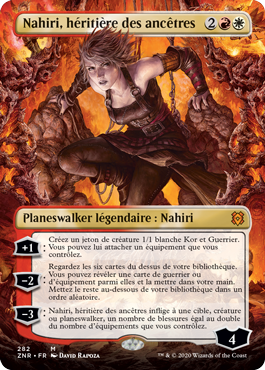 Nahiri, héritière des ancêtres 2
Planeswalker légendaire : Nahiri
+1 Créez un jeton de créature 1/1 blanche Kor et Guerrier.
Vous pouvez lui attacher un équipement que vous
contrôlez.
−2 Regardez les six cartes du dessus de votre bibliothèque.
Vous pouvez révéler une carte de guerrier ou
d'équipement parmi elles et la mettre dans votre main.
Mettez le reste au-dessous de votre bibliothèque dans un
ordre aléatoire.
−3 Nahiri, héritière des ancêtres inflige à une cible, créature
ou planeswalker, un nombre de blessures égal au double
du nombre d'équipements que vous contrôlez.
4
282 M
ZNR • FR DAVID RAPOZA
™ & © 2020 Wizards of the Coast